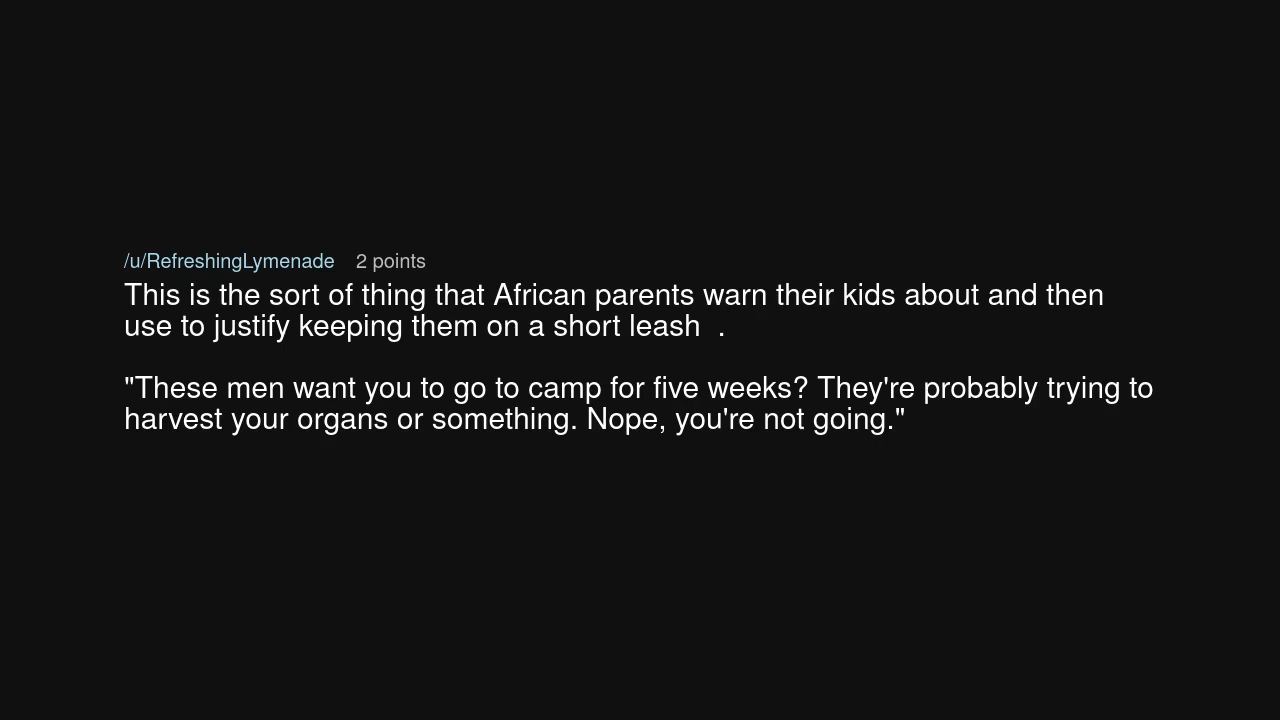 /u/RefreshingLymenade 2 points
This is the sort of thing that African parents warn their kids about and then
use to justify keeping them on a short leash  .
"These men want you to go to camp for five weeks? They're probably trying to
harvest your organs or something. Nope, you're not going."